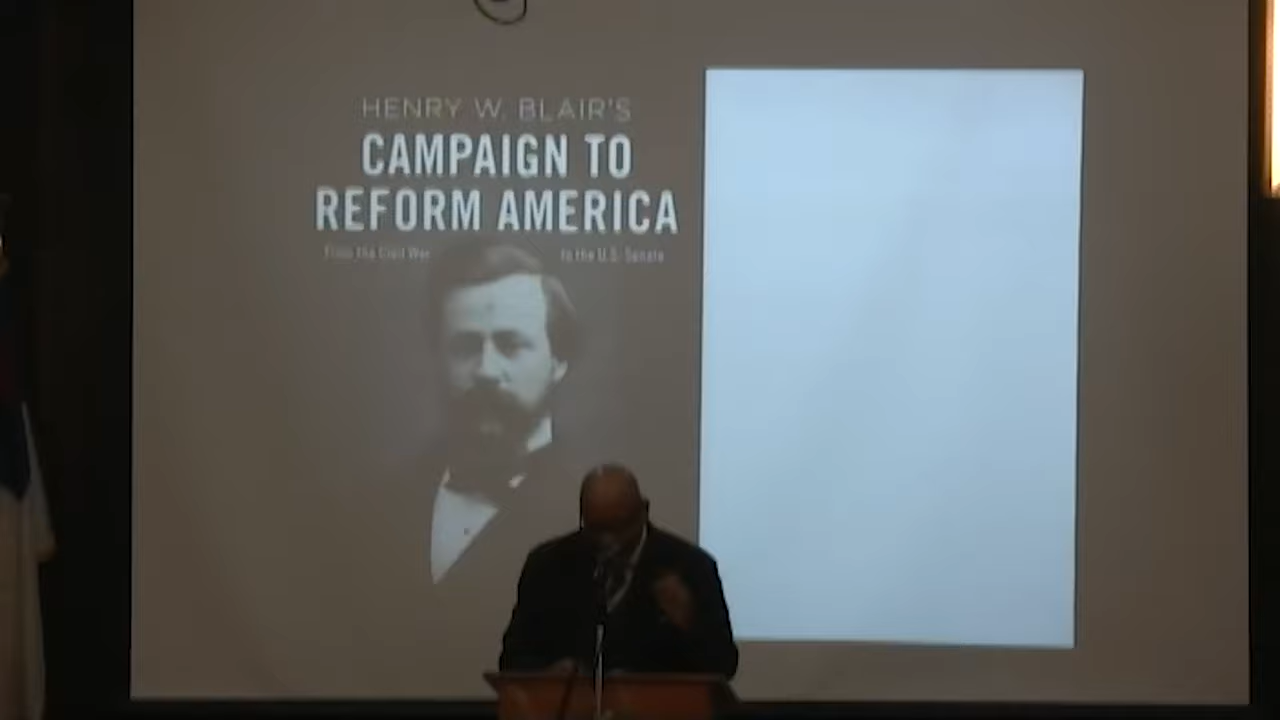 HENRY W. BLAIR'S
CAMPAIGN TO
REFORM AMERICA
From the Civil War to the U.S. Senate